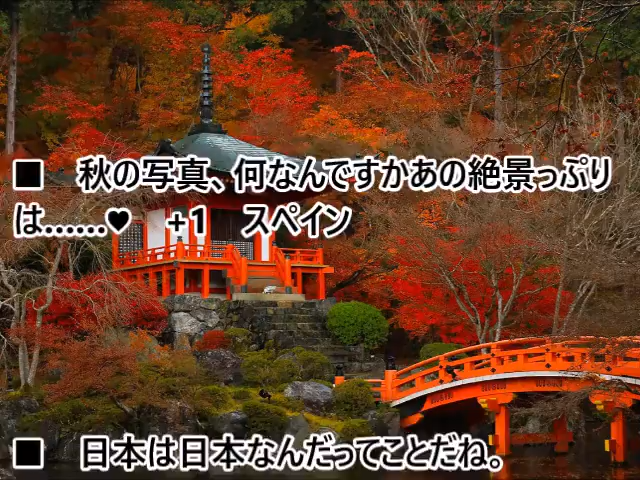 ■　秋の写真、何なんですかあの絶景っぷり
は……♥　+1　スペイン
■　日本は日本なんだってことだね。